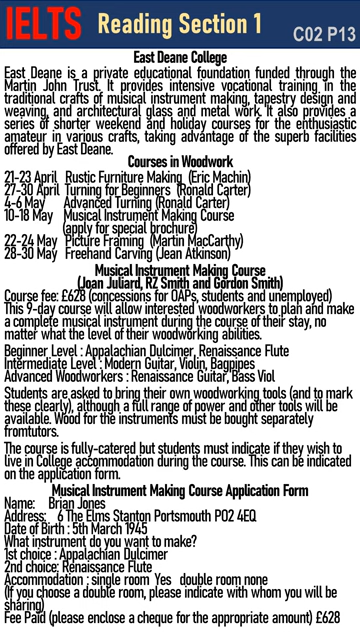 IELTS Reading Section 1 C02 P13
East Deane College
East Deane is a private educational foundation funded through the
Martin John Trust. It provides intensive vocational training in the
traditional crafts of musical instrument making, tapestry design and
weaving, and architectural glass and metal work. It also provides a
series of shorter weekend and holiday courses for the enthusiastic
amateur in various crafts, taking advantage of the superb facilities
offered by East Deane.
Courses in Woodwork
21-23 April Rustic Furniture Making (Eric Machin)
27-30 April Turning for Beginners (Ronald Carter)
4-6 May Advanced Turning (Ronald Carter)
10-18 May Musical Instrument Making Course
(apply for special brochure)
22-24 May Picture Framing (Martin MacCarthy)
28-30 May Freehand Carving (Jean Atkinson)
Musical Instrument Making Course
(Joan Juliard, RZ Smith and Gordon Smith)
Course fee: £628 (concessions for OAPs, students and unemployed)
This 9-day course will allow interested woodworkers to plan and make
a complete musical instrument during the course of their stay, no
matter what the level of their woodworking abilities.
Beginner Level : Appalachian Dulcimer, Renaissance Flute
Intermediate Level : Modern Guitar, Violin, Bagpipes
Advanced Woodworkers : Renaissance Guitar, Bass Viol
Students are asked to bring their own woodworking tools (and to mark
these clearly), although a full range of power and other tools will be
available. Wood for the instruments must be bought separately
fromtutors.
The course is fully-catered but students must indicate if they wish to
live in College accommodation during the course. This can be indicated
on the application form.
Musical Instrument Making Course Application Form
Name: Brian Jones
Address: 6 The Elms Stanton Portsmouth PO2 4EQ
Date of Birth : 5th March 1945
What instrument do you want to make?
1st choice : Appalachian Dulcimer
2nd choice: Renaissance Flute
Accommodation : single room Yes double room none
(If you choose a double room, please indicate with whom you will be
sharing)
Fee Paid (please enclose a cheque for the appropriate amount) £628